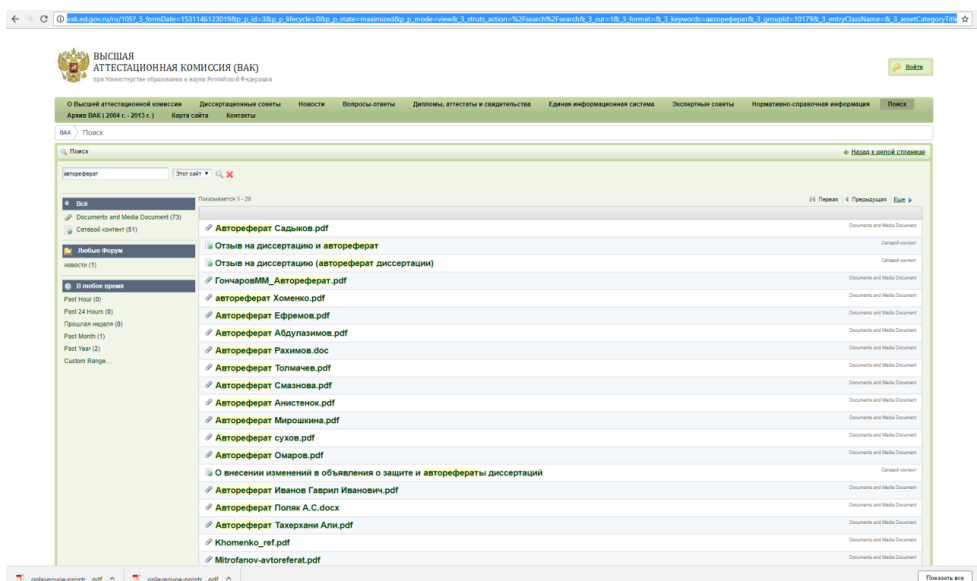 vak.ed.gov.ru/ru/105?_3_formDate=1531146123019&p_p_id=3&p_p_lifecycle=0&p_p_state=maximized&p_p_mode=view&_3_struts_action=%2Fsearch%2Fsearch&_3_cur=1&_3_format=&_3_keywords=автореферат&_3_groupId=10179&_3_entryClassName=&_3_assetCategoryTitl
ВЫСШАЯ
АТТЕСТАЦИОННАЯ КОМИССИЯ (ВАК)
при Министерстве образования и науки Российской Федерации
Войти
О Высшей аттестационной комиссии Диссертационные советы Новости Вопросы-ответы Дипломы, аттестаты и свидетельства Единая информационная система Экспертные советы Нормативно-справочная информация Поиск
Архив ВАК ( 2004 г. - 2013 г. ) Карта сайта Контакты
ВАК Поиск
Поиск Назад к целой странице
автореферат Этот сайт
Показывается 1 - 20 Первая Предыдущая Еще
Всё
Documents and Media Document (73)
Сетевой контент (51)
Любые Форум
новости (1)
В любое время
Past Hour (0)
Past 24 Hours (0)
Прошлая неделя (0)
Past Month (1)
Past Year (2)
Custom Range...
Автореферат Садыков.pdf Documents and Media Document
Отзыв на диссертацию и автореферат Сетевой контент
Отзыв на диссертацию (автореферат диссертации) Сетевой контент
ГончаровММ_Автореферат.pdf Documents and Media Document
автореферат Хоменко.pdf Documents and Media Document
Автореферат Ефремов.pdf Documents and Media Document
Автореферат Абдулазимов.pdf Documents and Media Document
Автореферат Рахимов.doc Documents and Media Document
Автореферат Толмачев.pdf Documents and Media Document
Автореферат Смазнова.pdf Documents and Media Document
Автореферат Анистенок.pdf Documents and Media Document
Автореферат Мирошкина.pdf Documents and Media Document
Автореферат сухов.pdf Documents and Media Document
Автореферат Омаров.pdf Documents and Media Document
О внесении изменений в объявления о защите и авторефераты диссертаций Сетевой контент
Автореферат Иванов Гаврил Иванович.pdf Documents and Media Document
Автореферат Поляк А.С.docx Documents and Media Document
Автореферат Тахерхани Али.pdf Documents and Media Document
Khomenko_ref.pdf Documents and Media Document
Mitrofanov-avtoreferat.pdf Documents and Media Document
Показать все